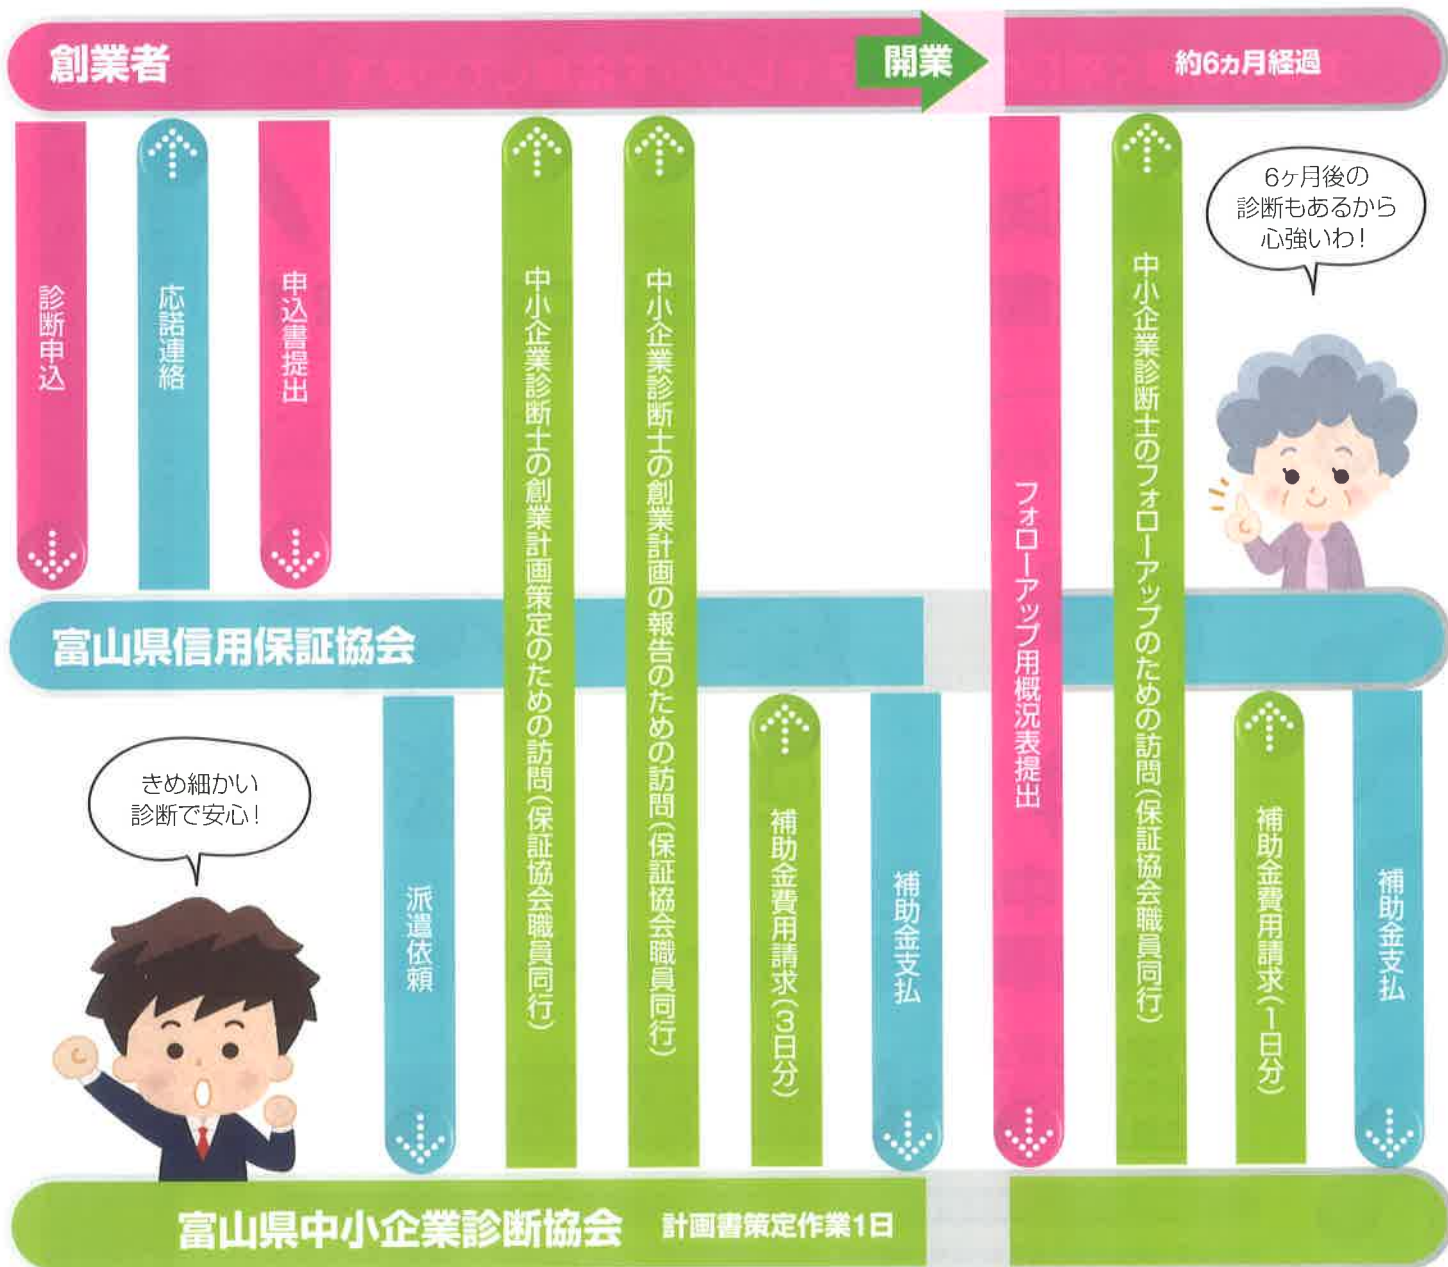 創業者
開業
約6ヵ月経過
診断申込
応諾連絡
申込書提出
中小企業診断士の創業計画策定のための訪問(保証協会職員同行)
中小企業診断士の創業計画の報告のための訪問(保証協会職員同行)
フォローアップ用概況表提出
中小企業診断士のフォローアップのための訪問(保証協会職員同行)
6ヶ月後の
診断もあるから
心強いわ!
富山県信用保証協会
きめ細かい
診断で安心!
派遣依頼
補助金費用請求(3日分)
補助金支払
補助金費用請求(1日分)
補助金支払
富山県中小企業診断協会
計画書策定作業1日